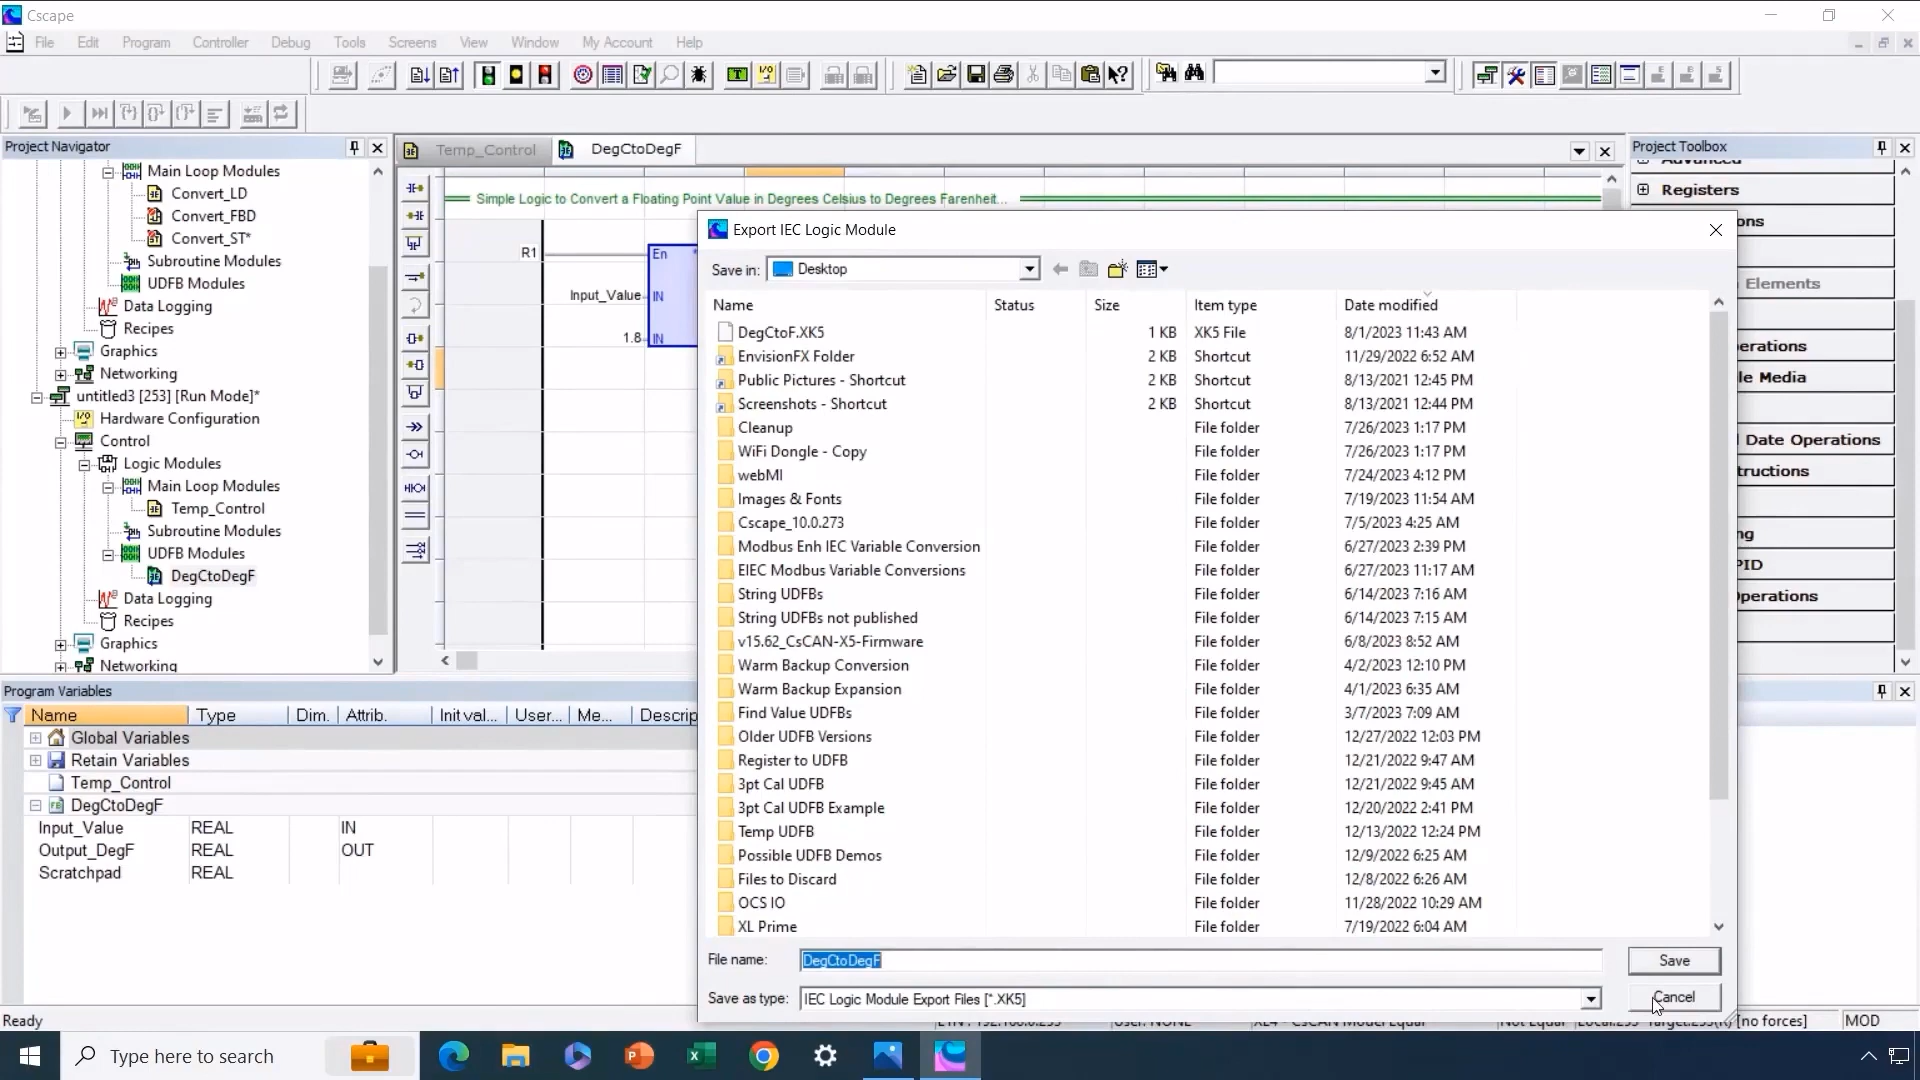 Cscape
File Edit Program Controller Debug Tools Screens View Window My Account Help
Project Navigator
Main Loop Modules
Convert_LD
Convert_FBD
Convert_ST*
Subroutine Modules
UDFB Modules
Data Logging
Recipes
Graphics
Networking
untitled3 [253] [Run Mode]*
Hardware Configuration
Control
Logic Modules
Main Loop Modules
Temp_Control
Subroutine Modules
UDFB Modules
DegCtoDegF
Data Logging
Recipes
Graphics
Networking
Temp_Control DegCtoDegF
Simple Logic to Convert a Floating Point Value in Degrees Celsius to Degrees Farenheit...
R1 En
Input_Value IN
1.8 IN
Project Toolbox
Advanced
Registers
ons
Elements
erations
le Media
l Date Operations
tructions
ng
PID
Operations
Export IEC Logic Module
Save in: Desktop
Name Status Size Item type Date modified
DegCtoF.XK5 1 KB XK5 File 8/1/2023 11:43 AM
EnvisionFX Folder 2 KB Shortcut 11/29/2022 6:52 AM
Public Pictures - Shortcut 2 KB Shortcut 8/13/2021 12:45 PM
Screenshots - Shortcut 2 KB Shortcut 8/13/2021 12:44 PM
Cleanup File folder 7/26/2023 1:17 PM
WiFi Dongle - Copy File folder 7/26/2023 1:17 PM
webMI File folder 7/24/2023 4:12 PM
Images & Fonts File folder 7/19/2023 11:54 AM
Cscape_10.0.273 File folder 7/5/2023 4:25 AM
Modbus Enh IEC Variable Conversion File folder 6/27/2023 2:39 PM
EIEC Modbus Variable Conversions File folder 6/27/2023 11:17 AM
String UDFBs File folder 6/14/2023 7:16 AM
String UDFBs not published File folder 6/14/2023 7:15 AM
v15.62_CsCAN-X5-Firmware File folder 6/8/2023 8:52 AM
Warm Backup Conversion File folder 4/2/2023 12:10 PM
Warm Backup Expansion File folder 4/1/2023 6:35 AM
Find Value UDFBs File folder 3/7/2023 7:09 AM
Older UDFB Versions File folder 12/27/2022 12:03 PM
Register to UDFB File folder 12/21/2022 9:47 AM
3pt Cal UDFB File folder 12/21/2022 9:45 AM
3pt Cal UDFB Example File folder 12/20/2022 2:41 PM
Temp UDFB File folder 12/13/2022 12:24 PM
Possible UDFB Demos File folder 12/9/2022 6:25 AM
Files to Discard File folder 12/8/2022 6:26 AM
OCS IO File folder 11/28/2022 10:29 AM
XL Prime File folder 7/19/2022 6:04 AM
File name: DegCtoDegF Save
Save as type: IEC Logic Module Export Files [*.XK5] Cancel
Program Variables
Name Type Dim. Attrib. Init val... User... Me... Descrip
Global Variables
Retain Variables
Temp_Control
DegCtoDegF
Input_Value REAL IN
Output_DegF REAL OUT
Scratchpad REAL
Ready [no forces] MOD
Type here to search